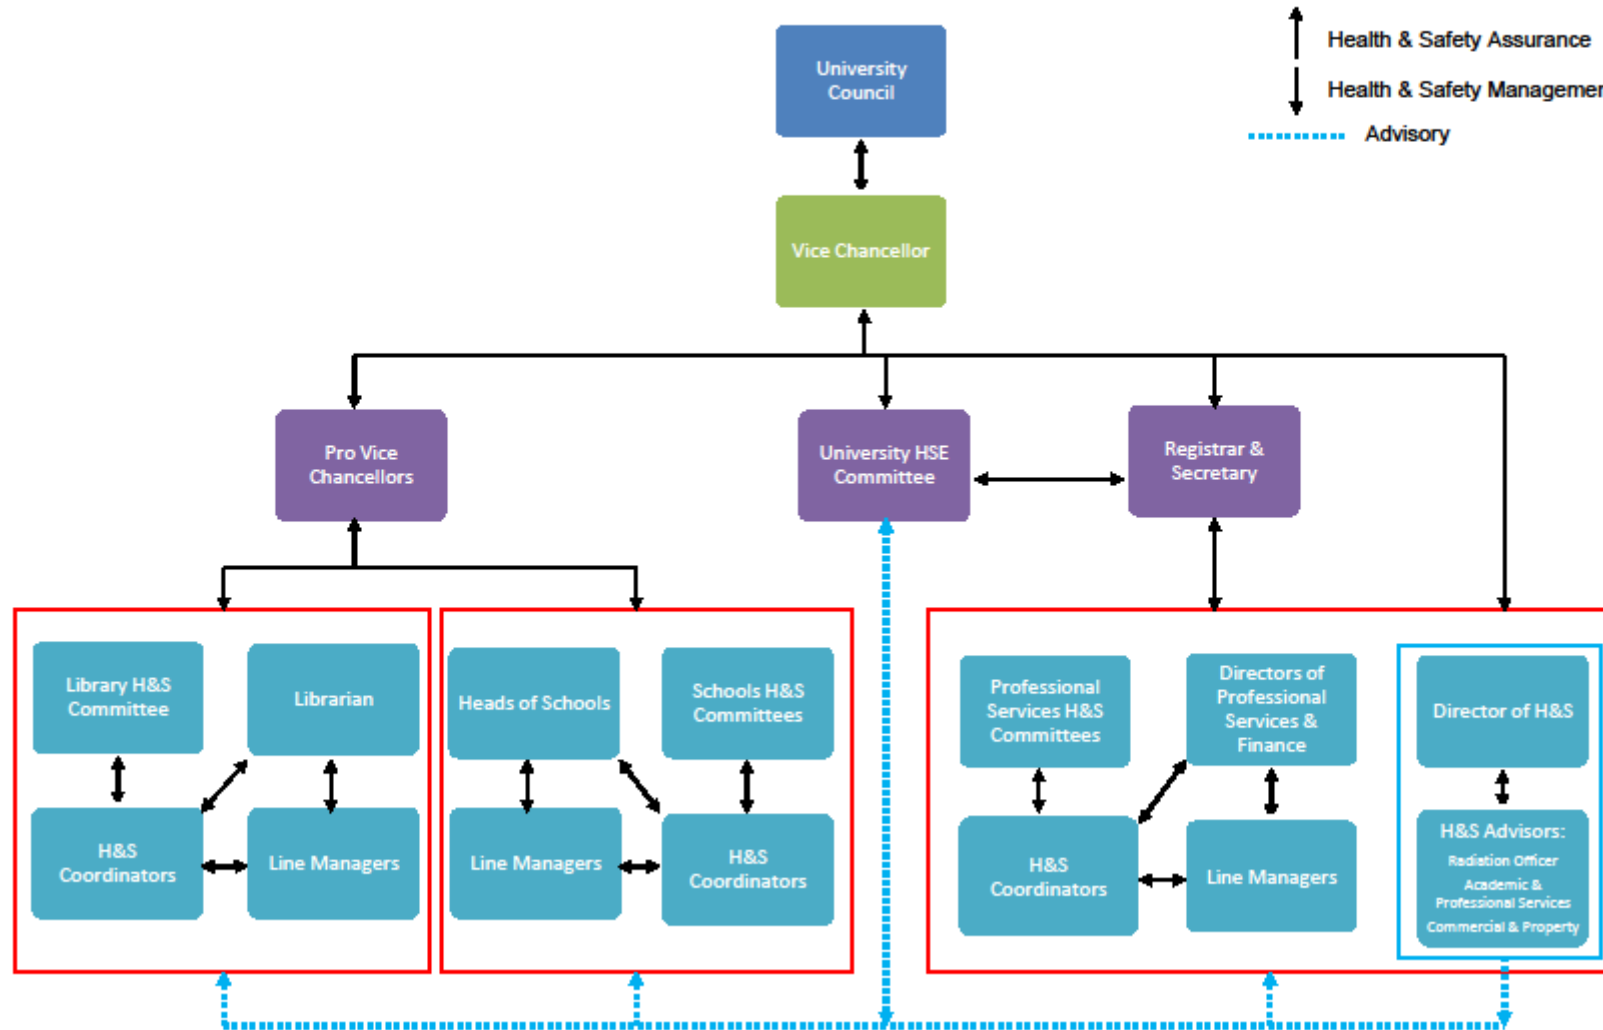 Health & Safety Assurance
Health & Safety Managemen
Advisory
University
Council
Vice Chancellor
Pro Vice
Chancellors
University HSE
Committee
Registrar &
Secretary
Library H&S
Committee
Librarian
H&S
Coordinators
Line Managers
Heads of Schools
Schools H&S
Committees
Line Managers
H&S
Coordinators
Professional
Services H&S
Committees
Directors of
Professional
Services &
Finance
H&S
Coordinators
Line Managers
Director of H&S
H&S Advisors:
Radiation Officer
Academic &
Professional Services
Commercial & Property